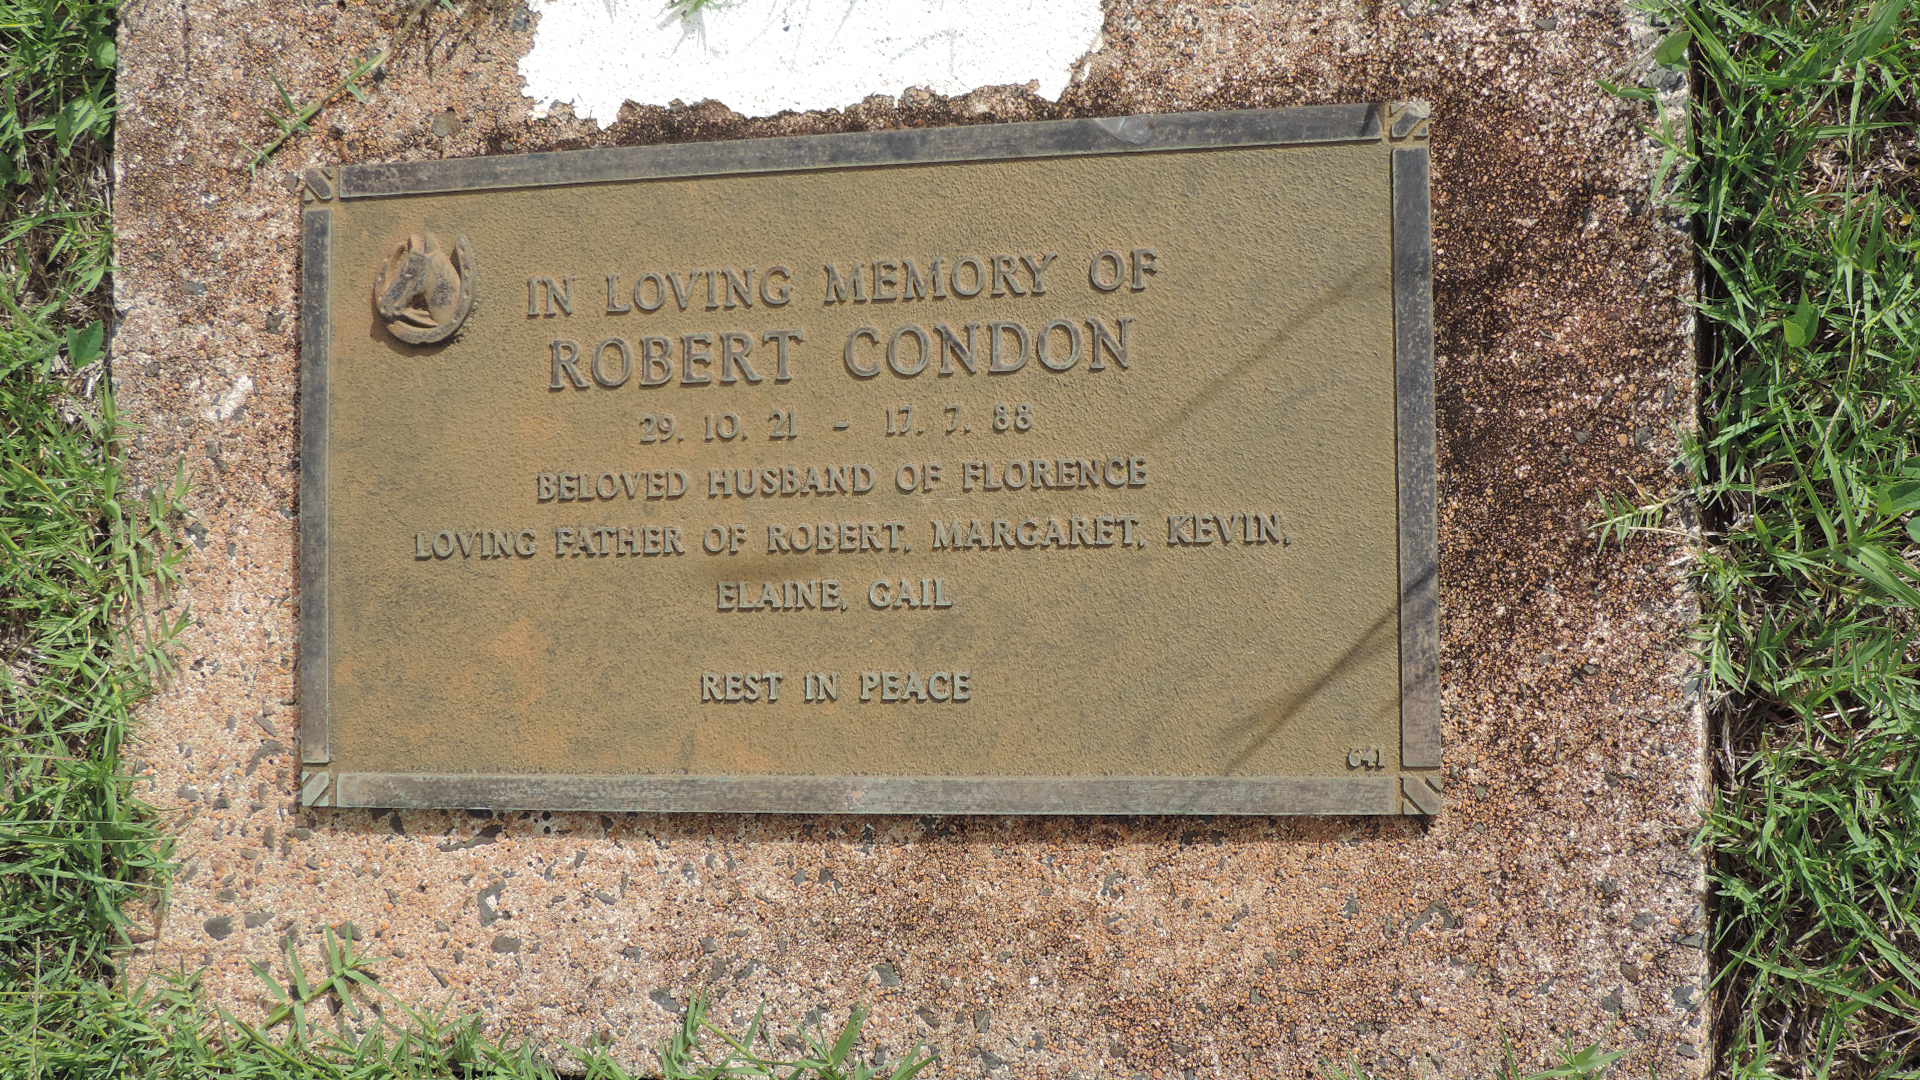 IN LOVING MEMORY OF
ROBERT CONDON
29. 10. 21 - 17. 7. 88
BELOVED HUSBAND OF FLORENCE
LOVING FATHER OF ROBERT, MARGARET, KEVIN,
ELAINE, GAIL
REST IN PEACE
641